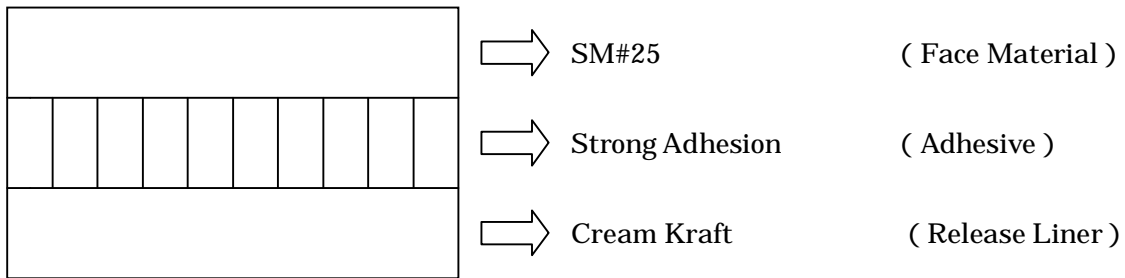 SM#25 ( Face Material )
Strong Adhesion ( Adhesive )
Cream Kraft ( Release Liner )